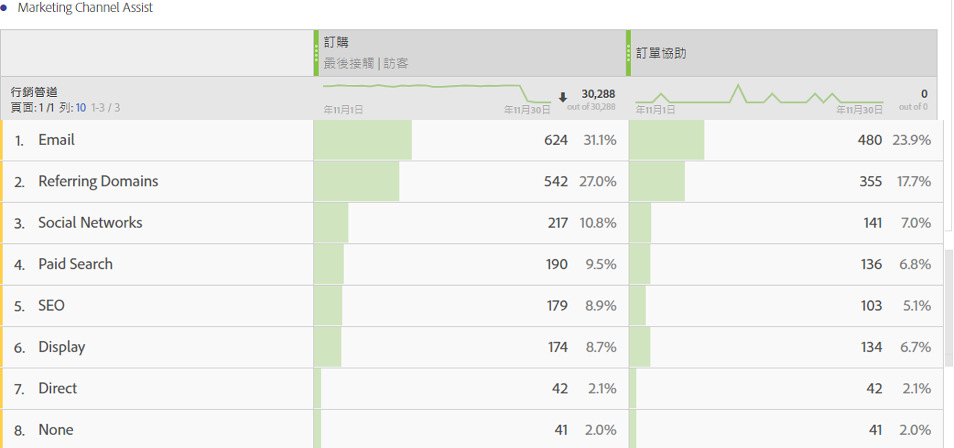 Marketing Channel Assist
訂購
最後接觸 | 訪客
訂單協助
行銷管道
頁面: 1 /1 列: 10 1-3 / 3
年11月1日
年11月30日
30,288
out of 30,288
年11月1日
年11月30日
0
out of 0
1. Email 624 31.1% 480 23.9%
2. Referring Domains 542 27.0% 355 17.7%
3. Social Networks 217 10.8% 141 7.0%
4. Paid Search 190 9.5% 136 6.8%
5. SEO 179 8.9% 103 5.1%
6. Display 174 8.7% 134 6.7%
7. Direct 42 2.1% 42 2.1%
8. None 41 2.0% 41 2.0%